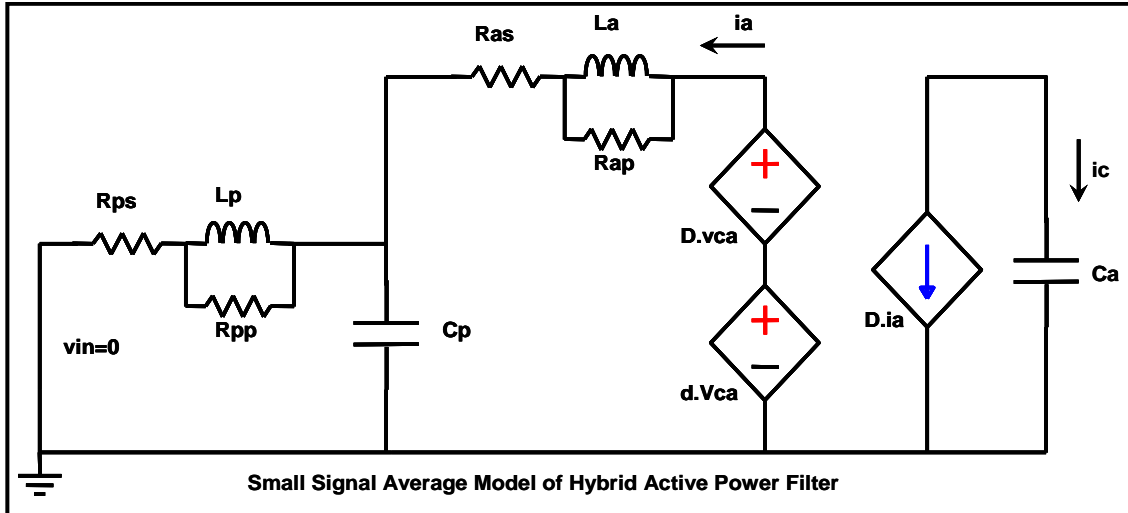 La
ia
Ras
Rap
ic
Lp
Rps
+
−
D.vca
Ca
Rpp
Cp
+
−
D.ia
vin=0
d.Vca
Small Signal Average Model of Hybrid Active Power Filter